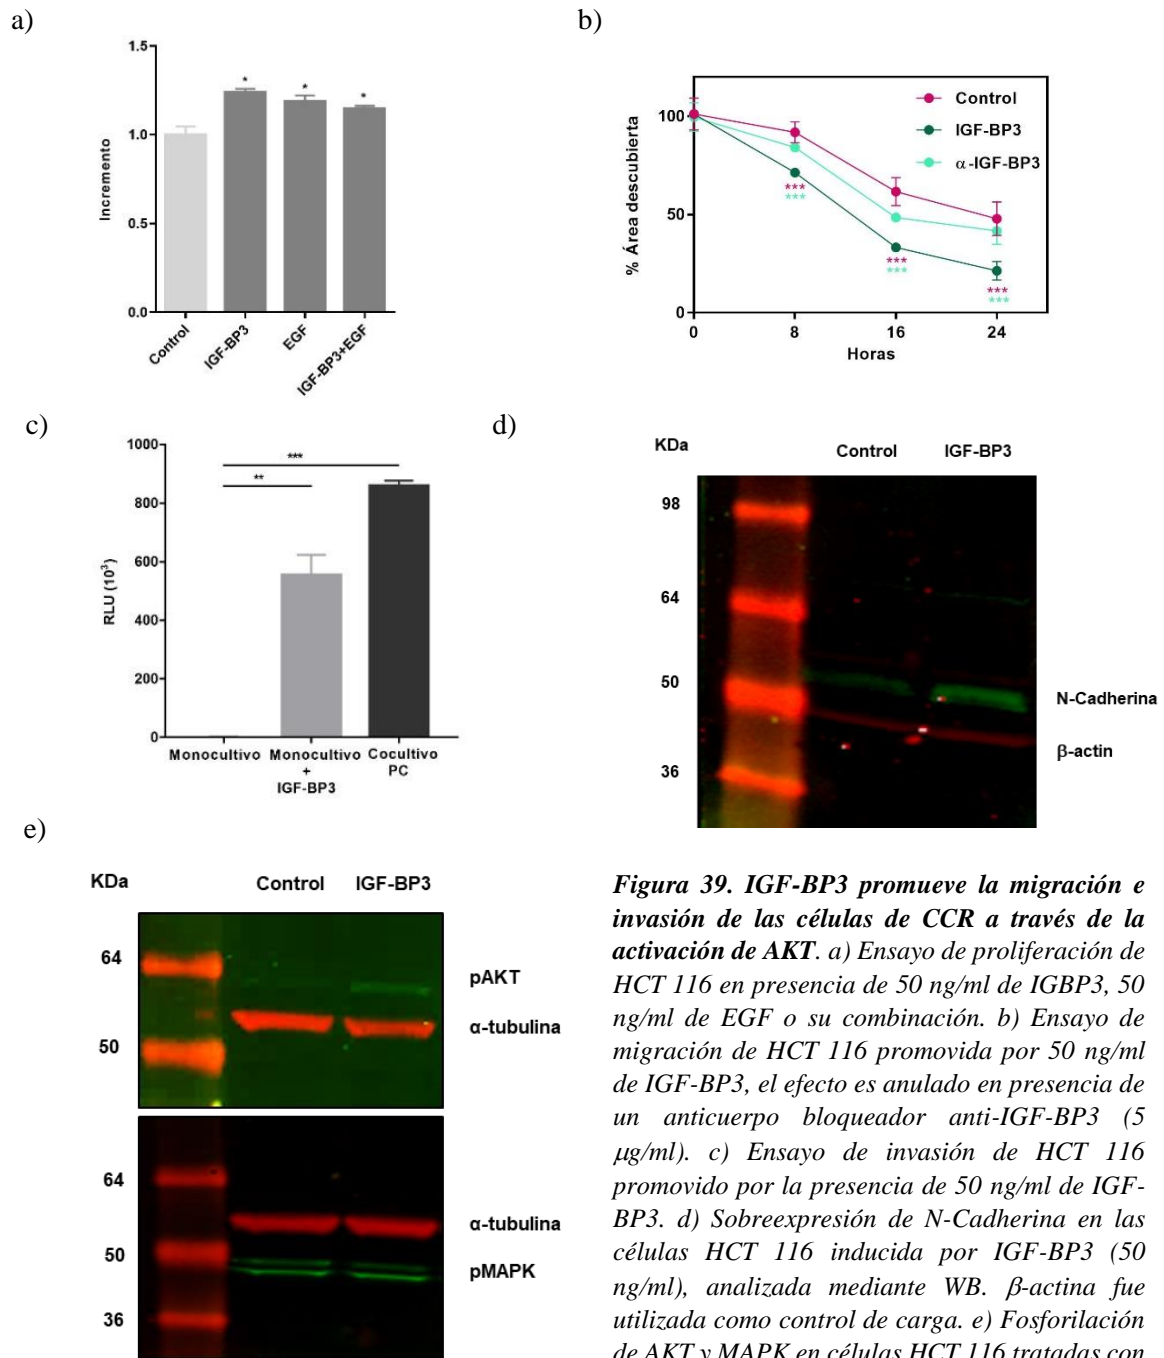 a)
1.5
1.0
0.5
0.0
Incremento
*
*
*
Control
IGF-BP3
EGF
IGF-BP3+EGF
b)
100
50
0
% Área descubierta
Control
IGF-BP3
α-IGF-BP3
***
***
***
***
***
***
0
8
16
24
Horas
c)
1000
800
600
400
200
0
RLU (10³)
***
**
Monocultivo
Monocultivo
+
IGF-BP3
Cocultivo
PC
d)
KDa
Control
IGF-BP3
98
64
50
36
N-Cadherina
β-actin
e)
KDa
Control
IGF-BP3
64
50
pAKT
α-tubulina
64
50
36
α-tubulina
pMAPK
Figura 39. IGF-BP3 promueve la migración e
invasión de las células de CCR a través de la
activación de AKT. a) Ensayo de proliferación de
HCT 116 en presencia de 50 ng/ml de IGBP3, 50
ng/ml de EGF o su combinación. b) Ensayo de
migración de HCT 116 promovida por 50 ng/ml
de IGF-BP3, el efecto es anulado en presencia de
un anticuerpo bloqueador anti-IGF-BP3 (5
µg/ml). c) Ensayo de invasión de HCT 116
promovido por la presencia de 50 ng/ml de IGF-
BP3. d) Sobreexpresión de N-Cadherina en las
células HCT 116 inducida por IGF-BP3 (50
ng/ml), analizada mediante WB. β-actina fue
utilizada como control de carga. e) Fosforilación
de AKT y MAPK en células HCT 116 tratadas con